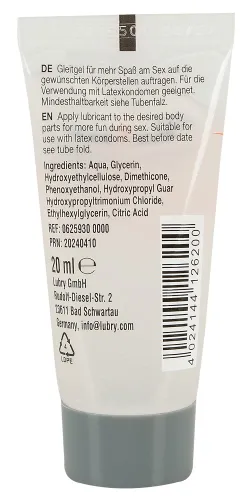 DE Gleitgel für mehr Spaß am Sex auf die
gewünschten Körperstellen auftragen. Für
die Verwendung mit Latexkondomen geeignet.
Mindesthaltbarkeit siehe Tubenfalz.
EN Apply lubricant to the desired body
parts for more fun during sex. Suitable for
use with latex condoms. Best before date
see tube fold.
Ingredients: Aqua, Glycerin,
Hydroxyethylcellulose, Dimethicone,
Phenoxyethanol, Hydroxypropyl Guar
Hydroxypropyltrimonium Chloride,
Ethylhexylglycerin, Citric Acid
REF: 0625930 0000
PRN: 20240410
20 ml ℮
Lubry GmbH
Rudolf-Diesel-Str. 2
23611 Bad Schwartau
Germany, info@lubry.com
LDPE
4 024144 126200